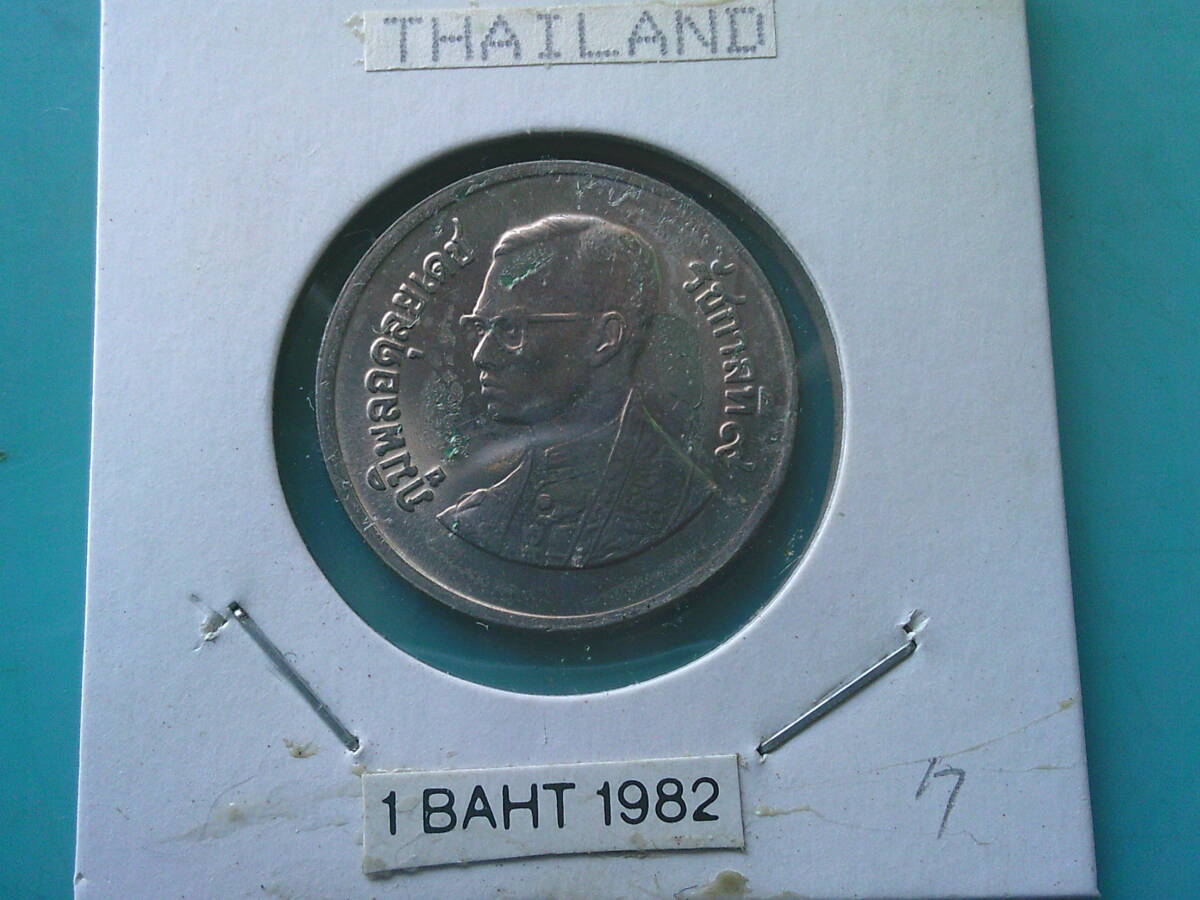 THAILAND
ภูมิพลอดุลยเดช
รัชกาลที่ ๙
1 BAHT 1982
17